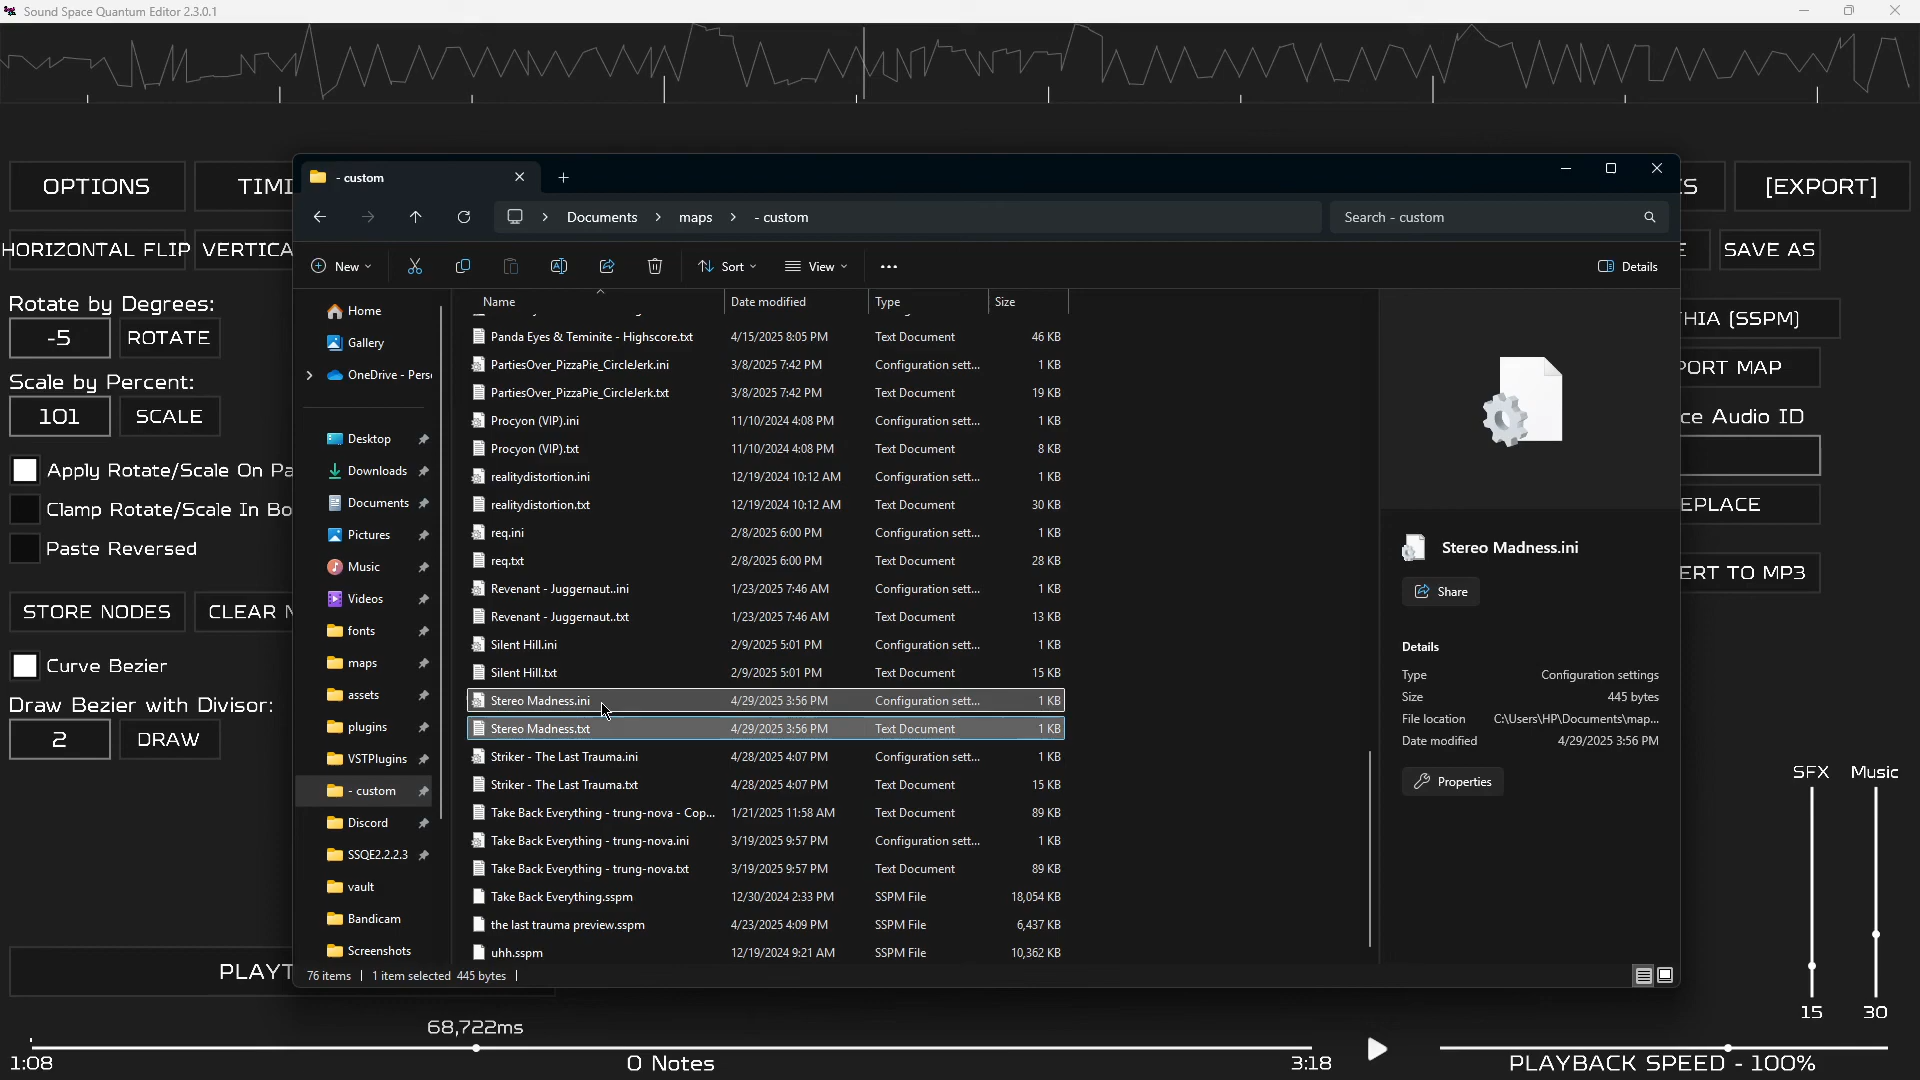 Sound Space Quantum Editor 2.3.0.1
OPTIONS
TIMI
S
[EXPORT]
HORIZONTAL FLIP
VERTICA
E
SAVE AS
Rotate by Degrees:
-5
ROTATE
Scale by Percent:
101
SCALE
Apply Rotate/Scale On Pa
Clamp Rotate/Scale In Bo
Paste Reversed
STORE NODES
CLEAR N
Curve Bezier
Draw Bezier with Divisor:
2
DRAW
PLAYT
HIA (SSPM)
PORT MAP
ce Audio ID
EPLACE
ERT TO MP3
SFX Music
15 30
- custom
Documents > maps > - custom
Search - custom
New
Sort
View
Details
Home
Gallery
OneDrive - Pers
Desktop
Downloads
Documents
Pictures
Music
Videos
fonts
maps
assets
plugins
VSTPlugins
- custom
Discord
SSQE2.2.2.3
vault
Bandicam
Screenshots
Name Date modified Type Size
Panda Eyes & Teminite - Highscore.txt 4/15/2025 8:05 PM Text Document 46 KB
PartiesOver_PizzaPie_CircleJerk.ini 3/8/2025 7:42 PM Configuration sett... 1 KB
PartiesOver_PizzaPie_CircleJerk.txt 3/8/2025 7:42 PM Text Document 19 KB
Procyon (VIP).ini 11/10/2024 4:08 PM Configuration sett... 1 KB
Procyon (VIP).txt 11/10/2024 4:08 PM Text Document 8 KB
realitydistortion.ini 12/19/2024 10:12 AM Configuration sett... 1 KB
realitydistortion.txt 12/19/2024 10:12 AM Text Document 30 KB
req.ini 2/8/2025 6:00 PM Configuration sett... 1 KB
req.txt 2/8/2025 6:00 PM Text Document 28 KB
Revenant - Juggernaut..ini 1/23/2025 7:46 AM Configuration sett... 1 KB
Revenant - Juggernaut..txt 1/23/2025 7:46 AM Text Document 13 KB
Silent Hill.ini 2/9/2025 5:01 PM Configuration sett... 1 KB
Silent Hill.txt 2/9/2025 5:01 PM Text Document 15 KB
Stereo Madness.ini 4/29/2025 3:56 PM Configuration sett... 1 KB
Stereo Madness.txt 4/29/2025 3:56 PM Text Document 1 KB
Striker - The Last Trauma.ini 4/28/2025 4:07 PM Configuration sett... 1 KB
Striker - The Last Trauma.txt 4/28/2025 4:07 PM Text Document 15 KB
Take Back Everything - trung-nova - Cop... 1/21/2025 11:58 AM Text Document 89 KB
Take Back Everything - trung-nova.ini 3/19/2025 9:57 PM Configuration sett... 1 KB
Take Back Everything - trung-nova.txt 3/19/2025 9:57 PM Text Document 89 KB
Take Back Everything.sspm 12/30/2024 2:33 PM SSPM File 18,054 KB
the last trauma preview.sspm 4/23/2025 4:09 PM SSPM File 6,437 KB
uhh.sspm 12/19/2024 9:21 AM SSPM File 10,362 KB
Stereo Madness.ini
Share
Details
Type Configuration settings
Size 445 bytes
File location C:\Users\HP\Documents\map...
Date modified 4/29/2025 3:56 PM
Properties
76 items 1 item selected 445 bytes
68,722ms
1:08
0 Notes
3:18
PLAYBACK SPEED - 100%